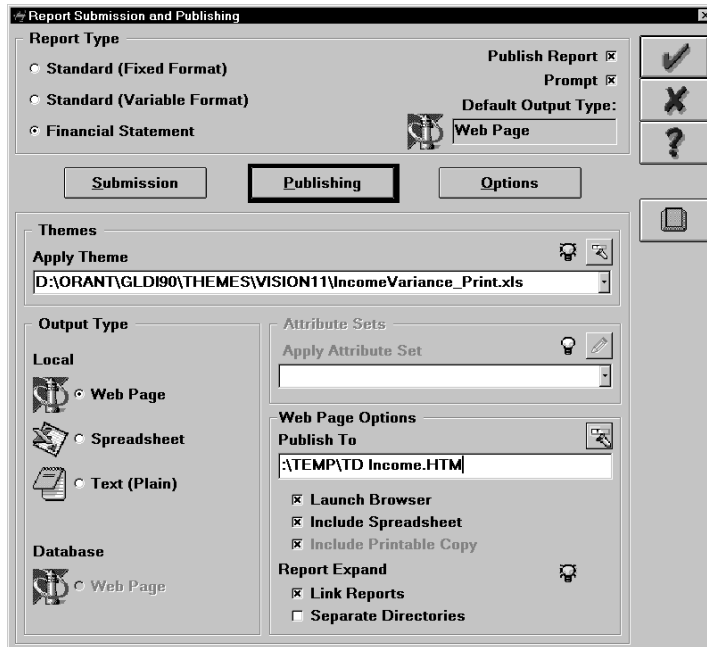 Report Submission and Publishing
Report Type
Standard (Fixed Format)
Standard (Variable Format)
Financial Statement
Publish Report
Prompt
Default Output Type:
Web Page
Submission
Publishing
Options
Themes
Apply Theme
D:\ORANT\GLDI90\THEMES\VISION11\IncomeVariance_Print.xls
Output Type
Local
Web Page
Spreadsheet
Text (Plain)
Database
Web Page
Attribute Sets
Apply Attribute Set
Web Page Options
Publish To
:\TEMP\TD Income.HTM
Launch Browser
Include Spreadsheet
Include Printable Copy
Report Expand
Link Reports
Separate Directories